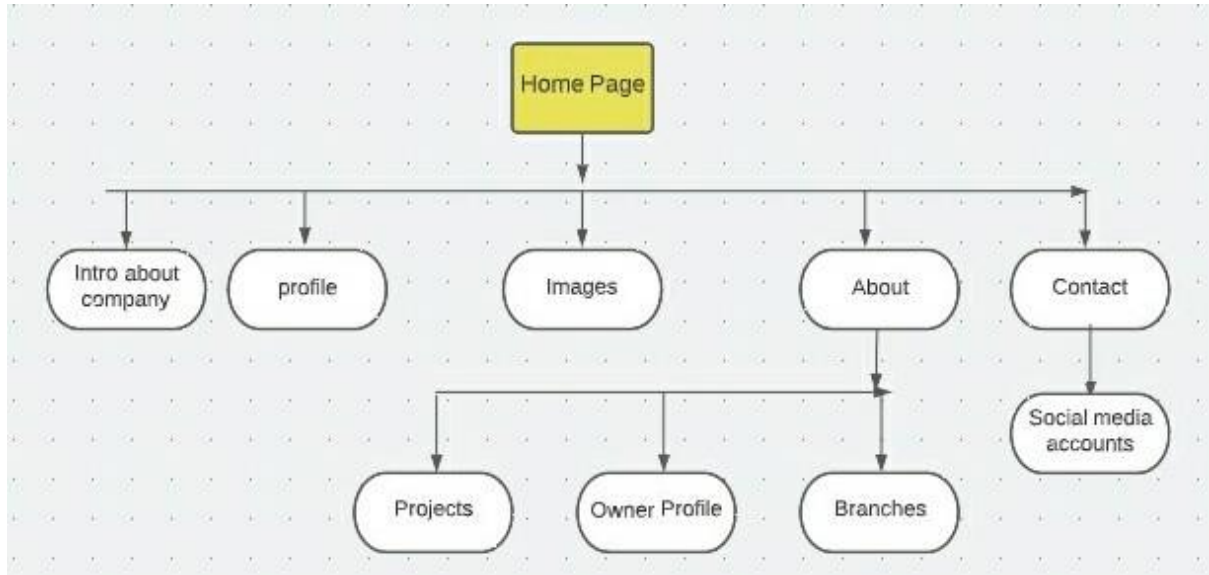 Home Page
Intro about
company
profile
Images
About
Contact
Social media
accounts
Projects
Owner Profile
Branches